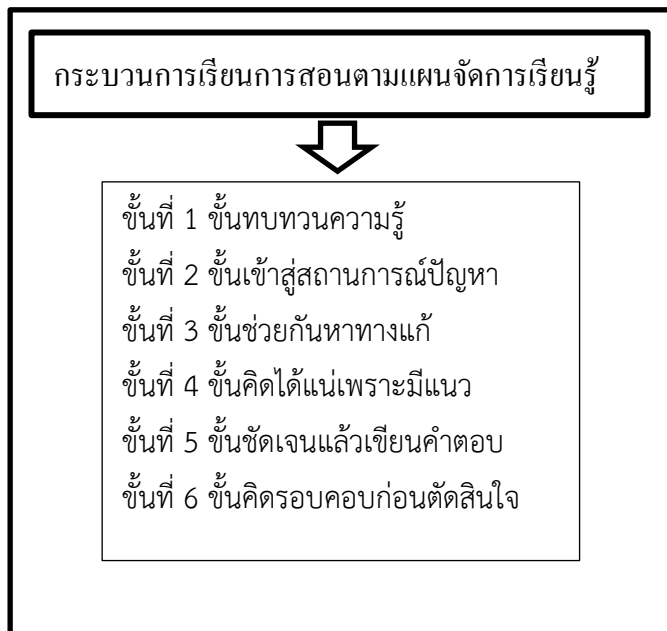 กระบวนการเรียนการสอนตามแผนจัดการเรียนรู้
ขั้นที่ 1 ขั้นทบทวนความรู้
ขั้นที่ 2 ขั้นเข้าสู่สถานการณ์ปัญหา
ขั้นที่ 3 ขั้นช่วยกันหาทางแก้
ขั้นที่ 4 ขั้นคิดได้แน่เพราะมีแนว
ขั้นที่ 5 ขั้นชัดเจนแล้วเขียนคำตอบ
ขั้นที่ 6 ขั้นคิดรอบคอบก่อนตัดสินใจ